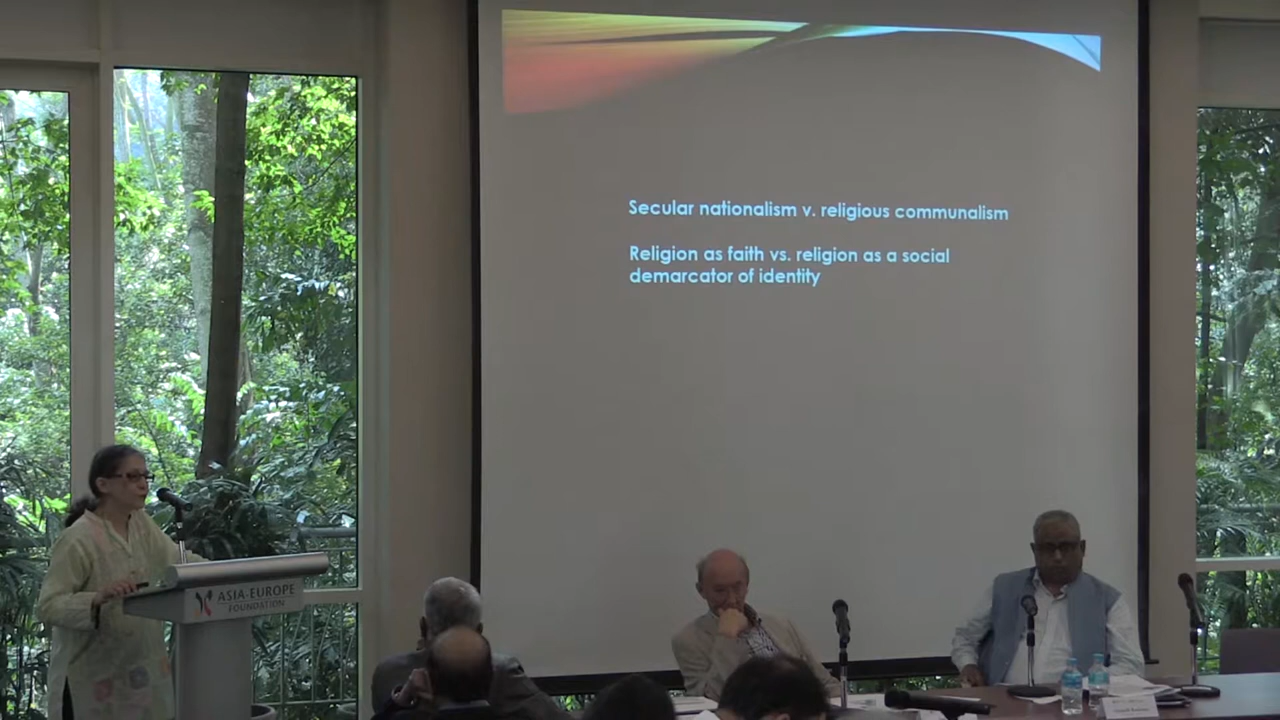 Secular nationalism v. religious communalism
Religion as faith vs. religion as a social
demarcator of identity
ASIA-EUROPE
FOUNDATION